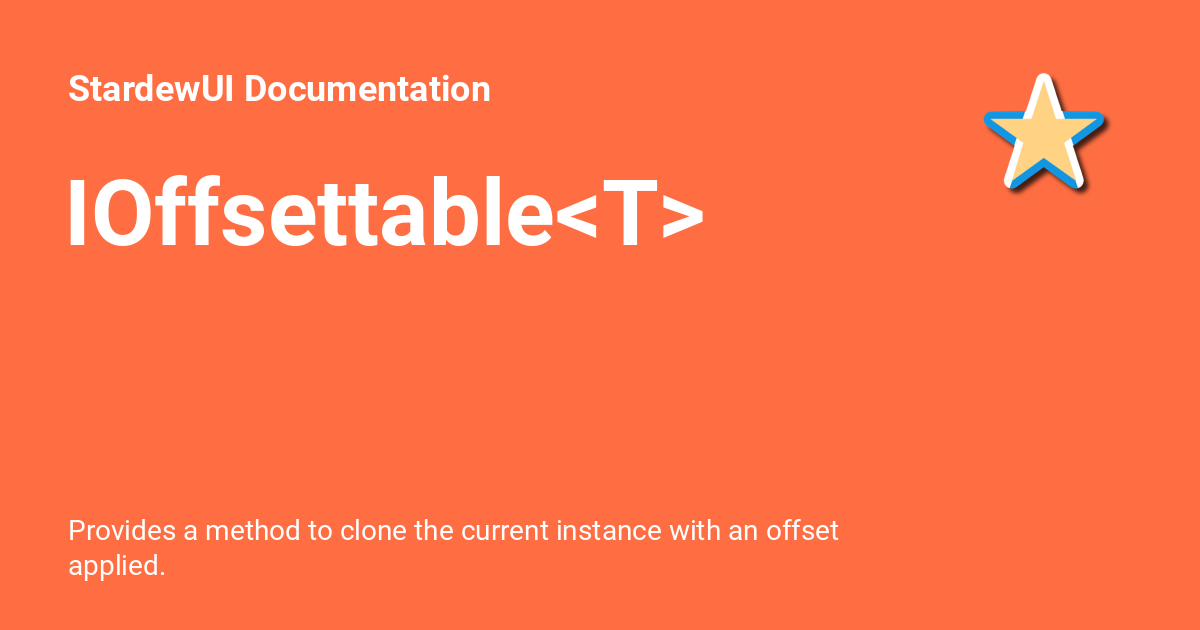 StardewUI Documentation
IOffsettable<T>
Provides a method to clone the current instance with an offset
applied.